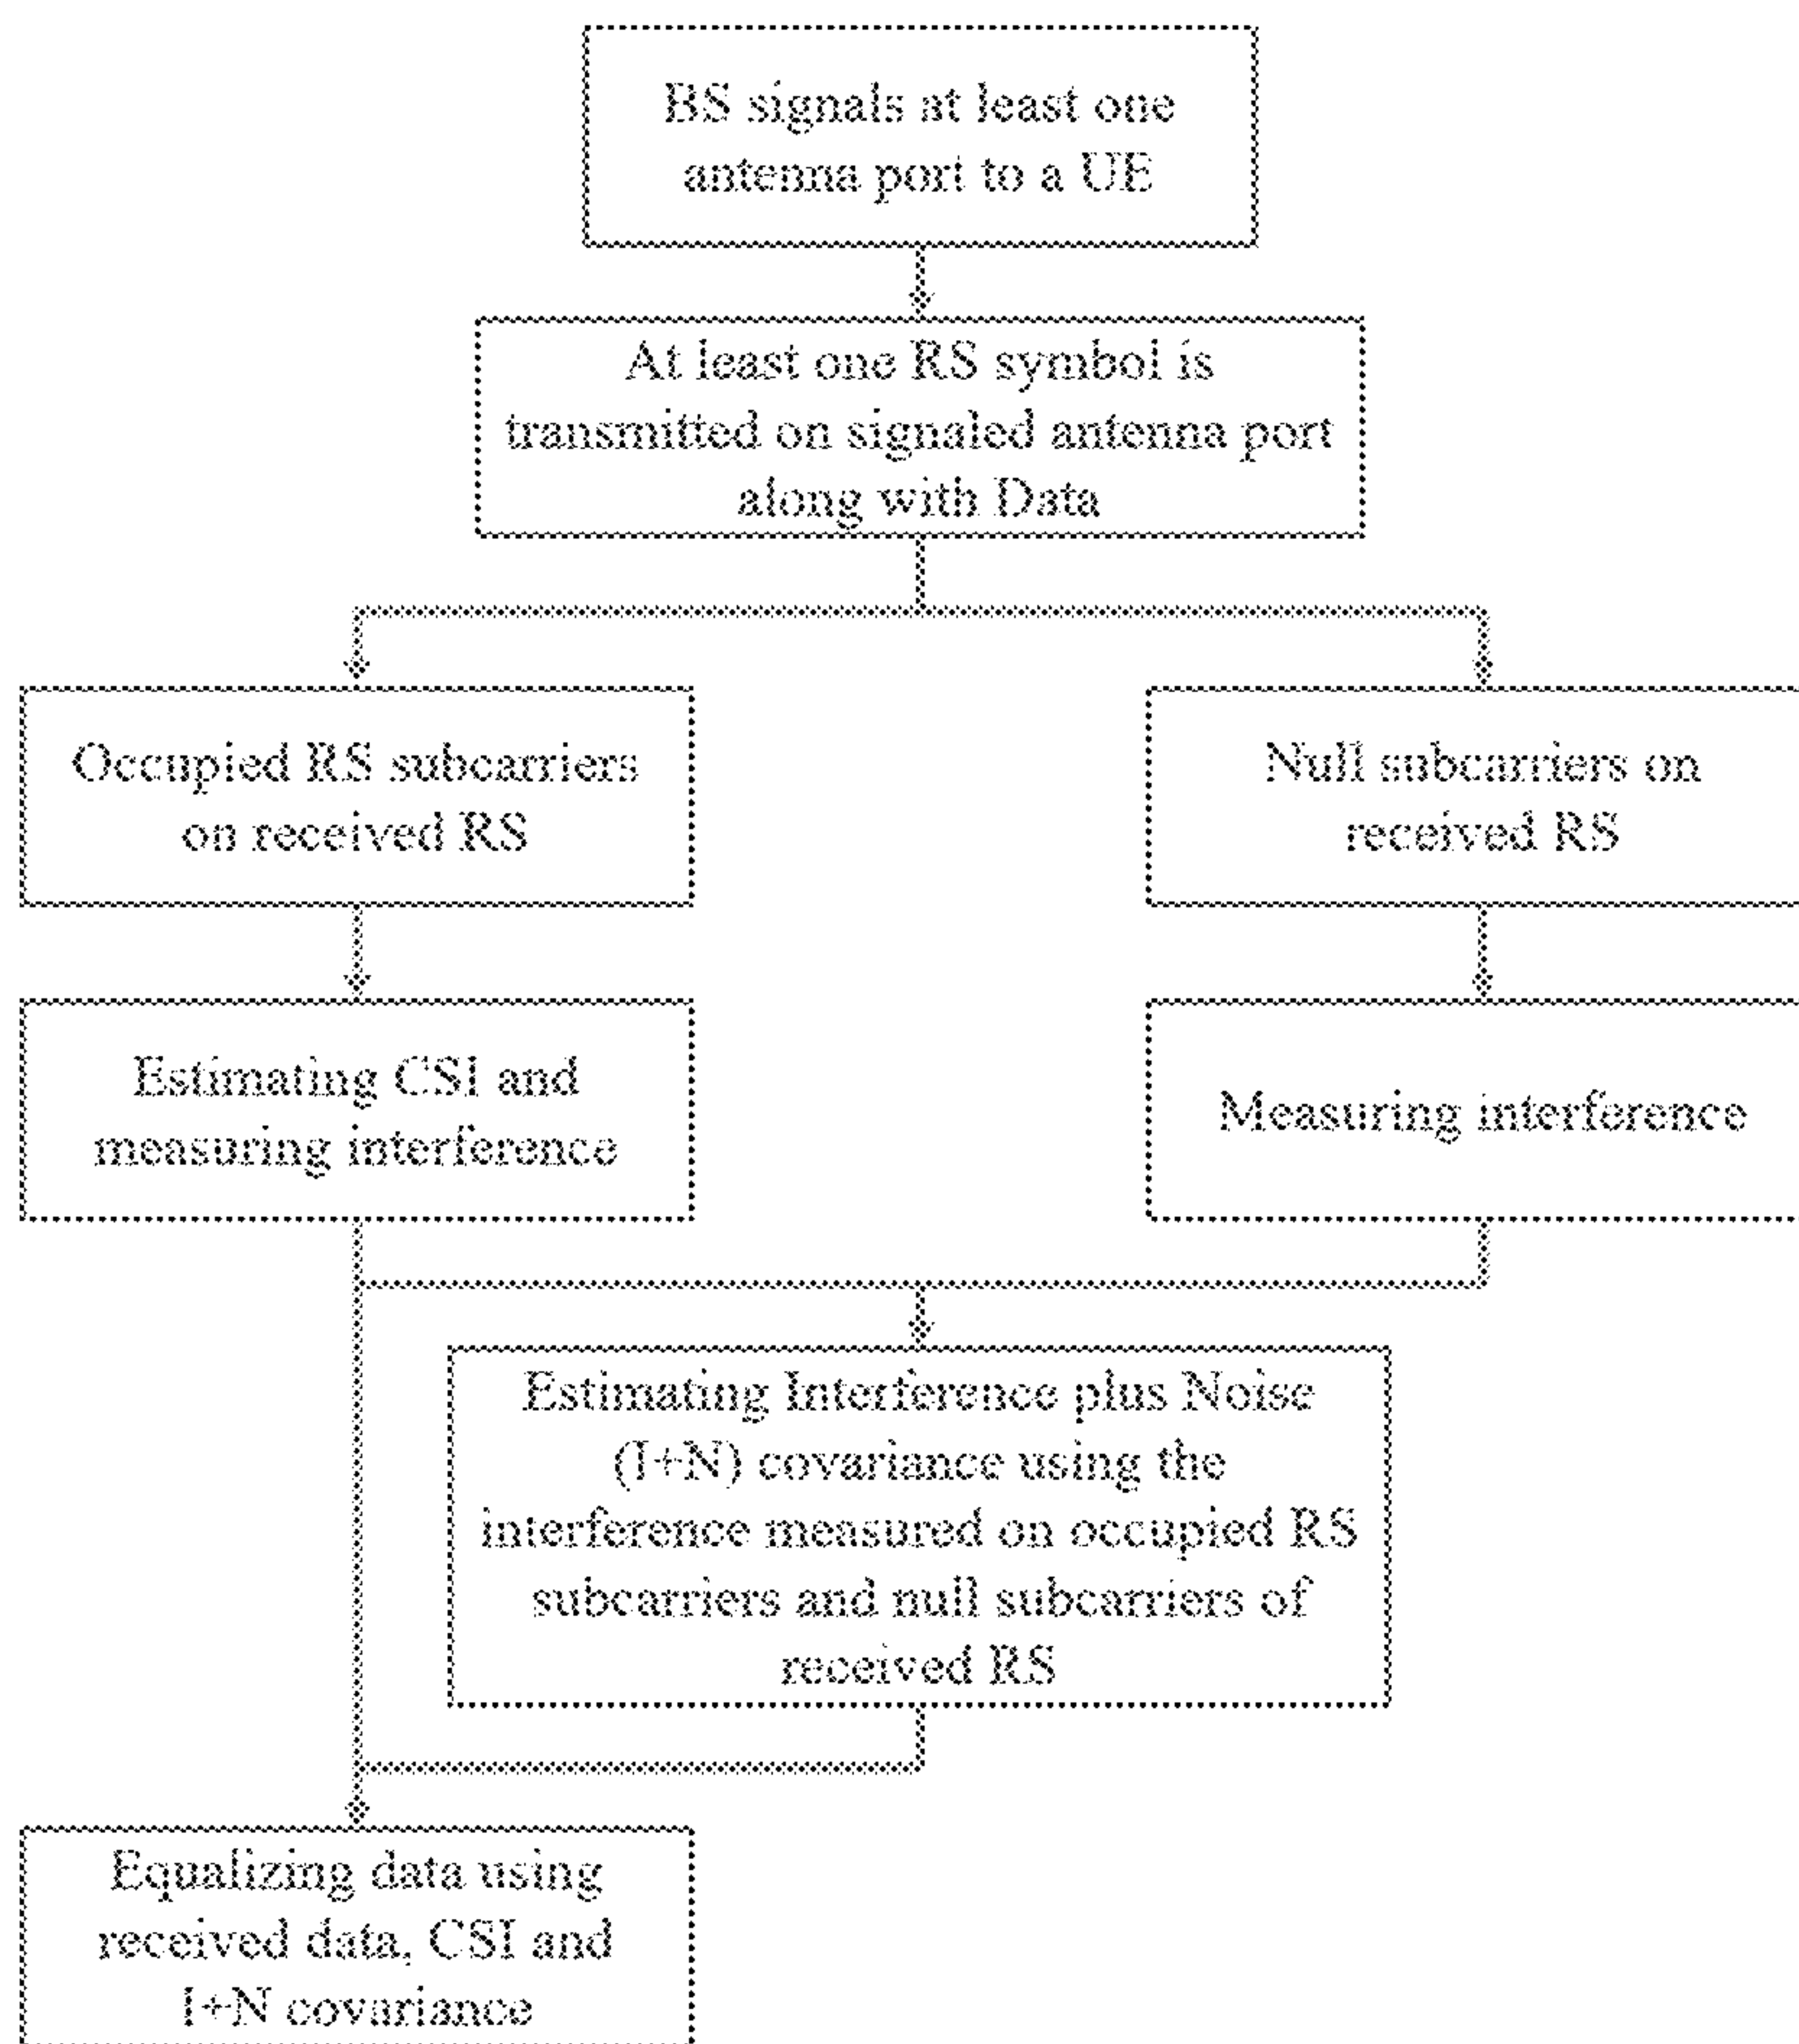 BS signals at least one
antenna port to a UE
At least one RS symbol is
transmitted on signaled antenna port
along with Data
Occupied RS subcarriers
on received RS
Null subcarriers on
received RS
Estimating CSI and
measuring interference
Measuring interference
Estimating Interference plus Noise
(I+N) covariance using the
interference measured on occupied RS
subcarriers and null subcarriers of
received RS
Equalizing data using
received data, CSI and
I+N covariance